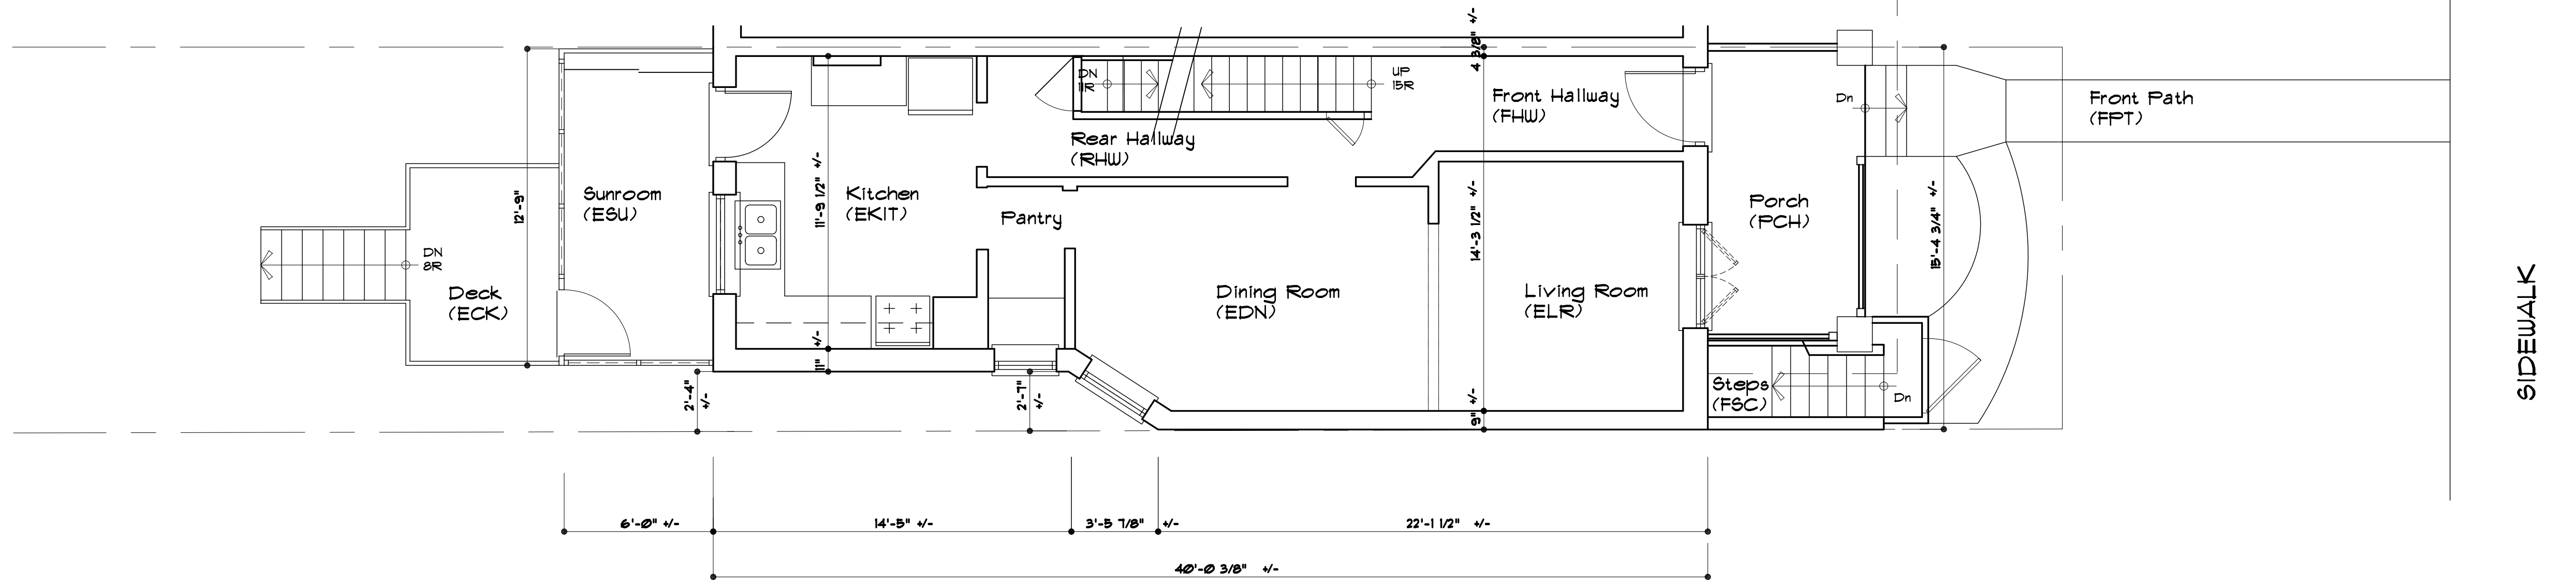 4 3/8" +/-
DN
11R
UP
15R
Front Hallway
(FHW)
Dn
Front Path
(FPT)
Rear Hallway
(RHW)
12'-9"
Sunroom
(ESU)
11'-9 1/2" +/-
Kitchen
(EKIT)
Pantry
14'-3 1/2" +/-
Porch
(PCH)
15'-4 3/4" +/-
DN
8R
Deck
(ECK)
Dining Room
(EDN)
Living Room
(ELR)
SIDEWALK
11" +/-
2'-4"
+/-
2'-7"
+/-
9" +/-
Steps
(FSC)
Dn
6'-0" +/-
14'-5" +/-
3'-5 7/8" +/-
22'-1 1/2" +/-
40'-0 3/8" +/-